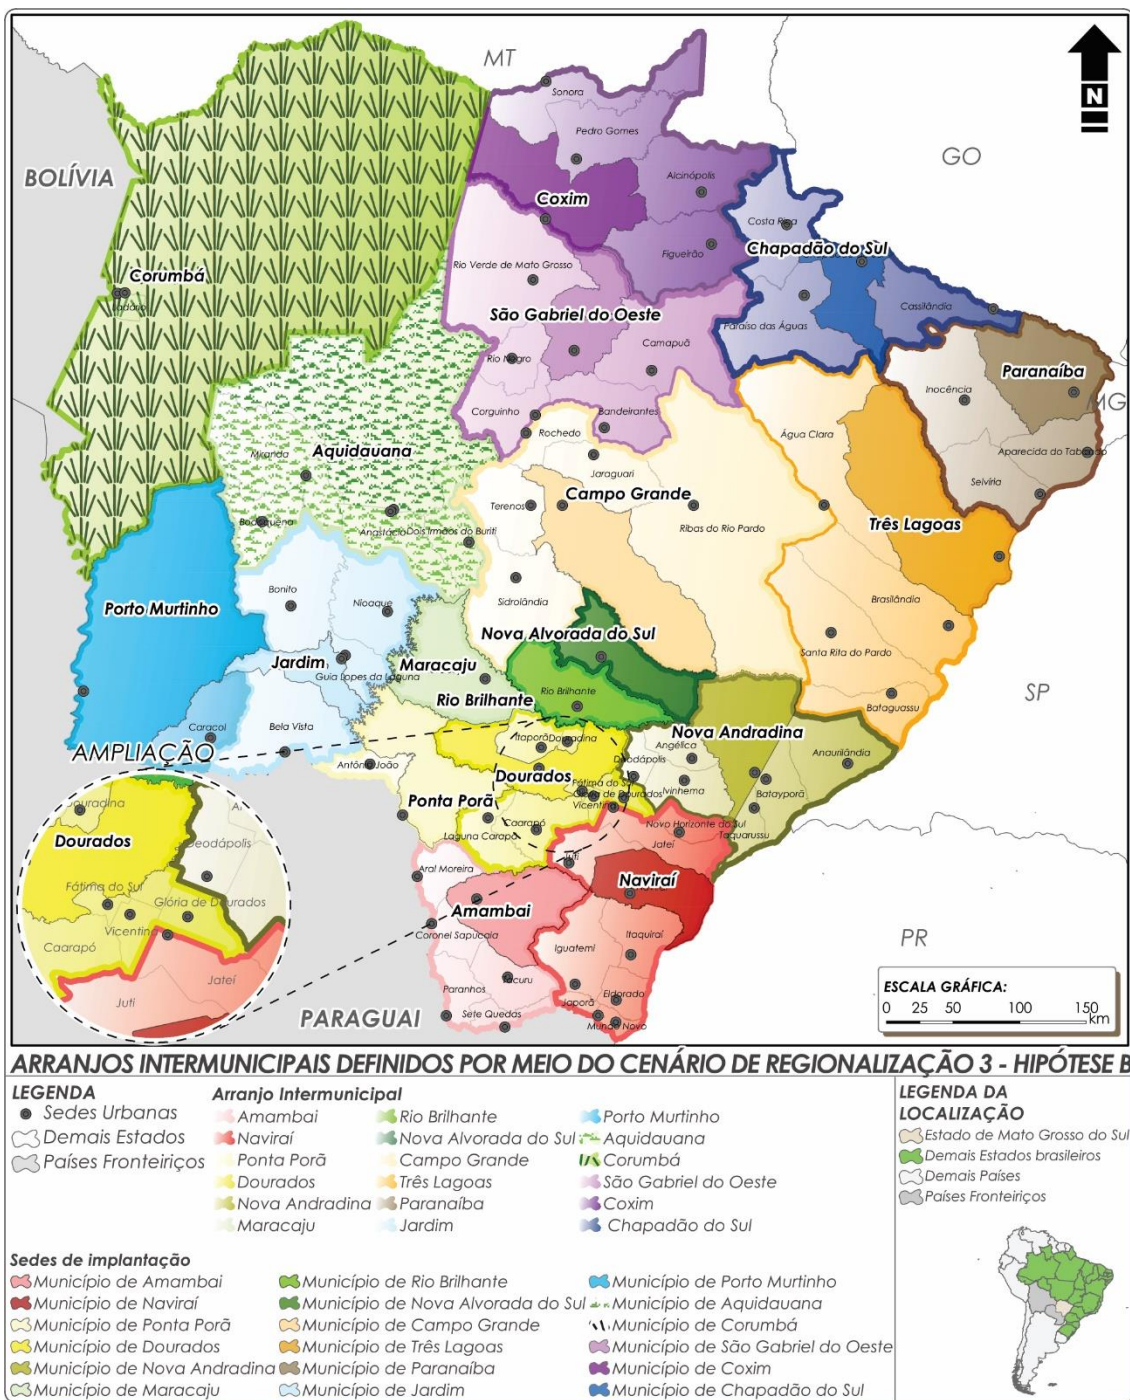 MT
Sonora
Pedro Gomes
BOLÍVIA
GO
Coxim
Alcinópolis
Costa Rica
Figueirão
Chapadão do Sul
Corumbá
Ladário
Rio Verde de Mato Grosso
São Gabriel do Oeste
Cassilândia
Paraíso das Águas
Camapuã
Rio Negro
Paranaíba
Inocência
MG
Corguinho
Bandeirantes
Rochedo
Água Clara
Aparecida do Taboado
Miranda
Aquidauana
Jaraguari
Selvíria
Campo Grande
Terenos
Ribas do Rio Pardo
Três Lagoas
Bodoquena
Anastácio
Dois Irmãos do Buriti
Bonito
Nioaque
Sidrolândia
Brasilândia
Porto Murtinho
Nova Alvorada do Sul
Santa Rita do Pardo
Jardim
Guia Lopes da Laguna
Maracaju
Rio Brilhante
Rio Brilhante
SP
Bataguassu
Caracol
Bela Vista
Nova Andradina
AMPLIAÇÃO
Itaporã
Douradina
Angélica
Anaurilândia
Antônio João
Deodápolis
Dourados
Ivinhema
Batayporã
Fátima do Sul
Glória de Dourados
Vicentina
Ponta Porã
Laguna Carapã
Caarapó
Novo Horizonte do Sul
Taquarussu
Jateí
Juti
Aral Moreira
Naviraí
Amambai
Coronel Sapucaia
Iguatemi
Itaquiraí
PR
Paranhos
Tacuru
Eldorado
Japorã
Sete Quedas
Mundo Novo
PARAGUAI
Douradina
Dourados
Deodápolis
Fátima do Sul
Glória de Dourados
Vicentina
Caarapó
Jateí
Juti
N
ESCALA GRÁFICA:
0 25 50 100 150
km
ARRANJOS INTERMUNICIPAIS DEFINIDOS POR MEIO DO CENÁRIO DE REGIONALIZAÇÃO 3 - HIPÓTESE B
LEGENDA
Sedes Urbanas
Demais Estados
Países Fronteiriços
Arranjo Intermunicipal
Amambai
Naviraí
Ponta Porã
Dourados
Nova Andradina
Maracaju
Rio Brilhante
Nova Alvorada do Sul
Campo Grande
Três Lagoas
Paranaíba
Jardim
Porto Murtinho
Aquidauana
Corumbá
São Gabriel do Oeste
Coxim
Chapadão do Sul
Sedes de implantação
Município de Amambai
Município de Naviraí
Município de Ponta Porã
Município de Dourados
Município de Nova Andradina
Município de Maracaju
Município de Rio Brilhante
Município de Nova Alvorada do Sul
Município de Campo Grande
Município de Três Lagoas
Município de Paranaíba
Município de Jardim
Município de Porto Murtinho
Município de Aquidauana
Município de Corumbá
Município de São Gabriel do Oeste
Município de Coxim
Município de Chapadão do Sul
LEGENDA DA
LOCALIZAÇÃO
Estado de Mato Grosso do Sul
Demais Estados brasileiros
Demais Países
Países Fronteiriços